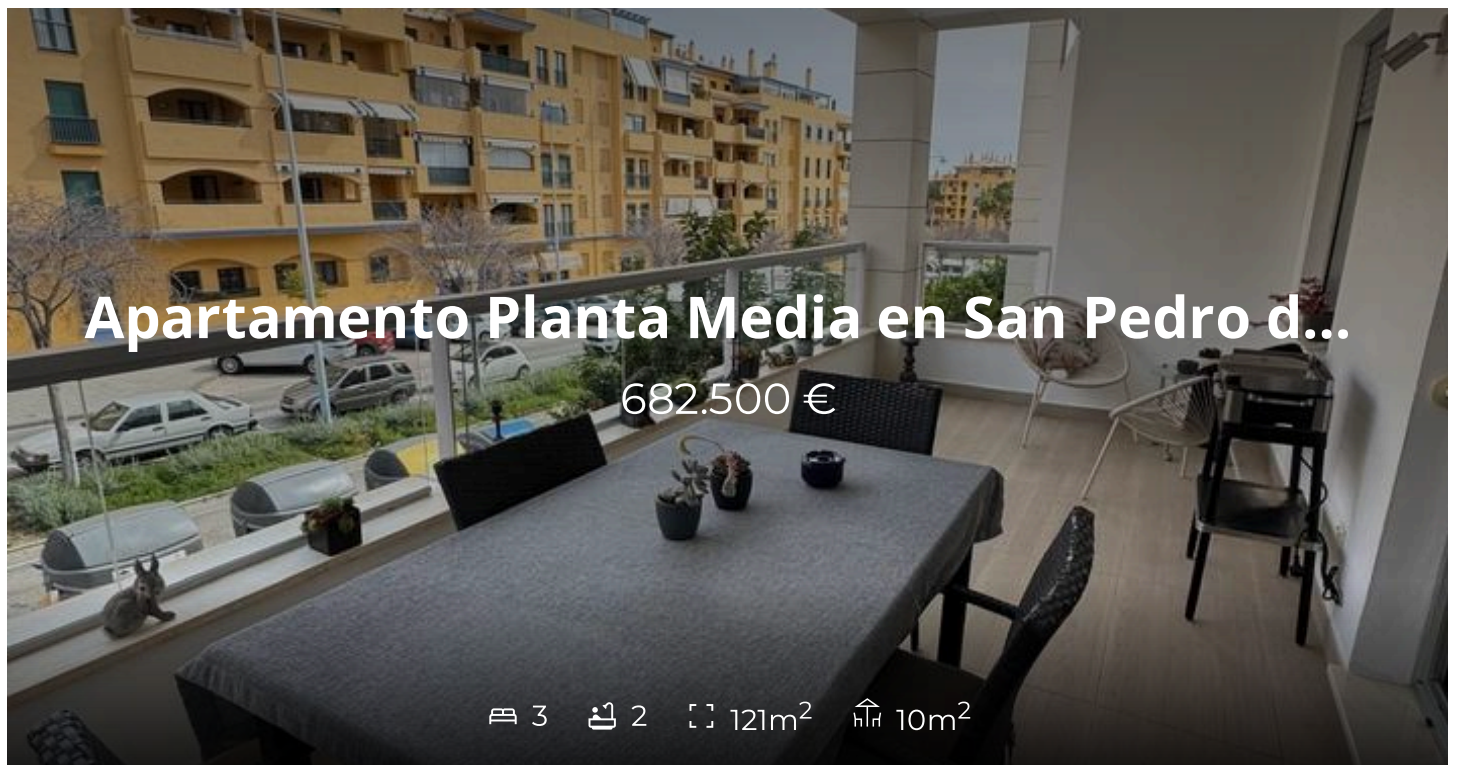 Apartamento Planta Media en San Pedro d...
682.500 €
3 2 121m² 10m²